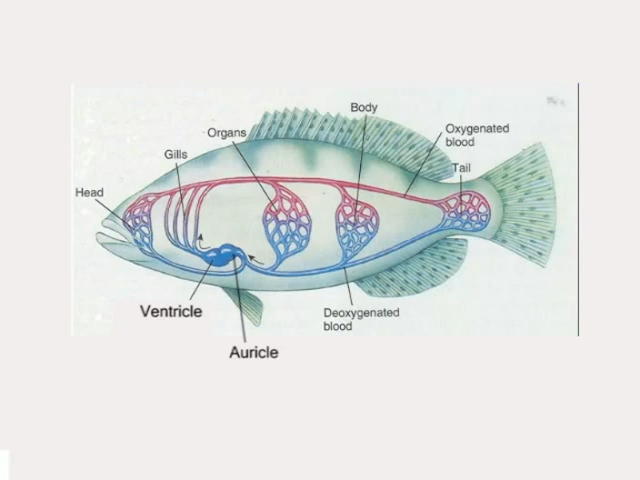 Body
Organs
Oxygenated
blood
Gills
Tail
Head
Ventricle
Deoxygenated
blood
Auricle